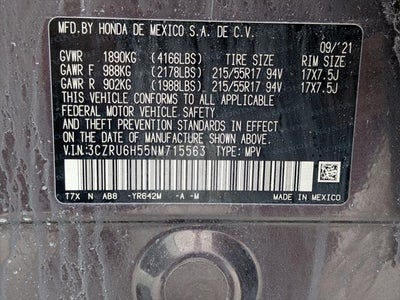 MFD.BY HONDA DE MEXICO S.A. DE C.V.
09/21
GVWR 1890KG (4166LBS) TIRE SIZE RIM SIZE
GAWR F 988KG (2178LBS) 215/55R17 94V 17X7.5J
GAWR R 902KG (1988LBS) 215/55R17 94V 17X7.5J
THIS VEHICLE CONFORMS TO ALL APPLICABLE
FEDERAL MOTOR VEHICLE SAFETY
STANDARDS IN EFFECT ON THE DATE OF
MANUFACTURE SHOWN ABOVE.
V.I.N:3CZRU6H55NM715563 TYPE: MPV
T7X N AB8 -YR642M -A -M MADE IN MEXICO